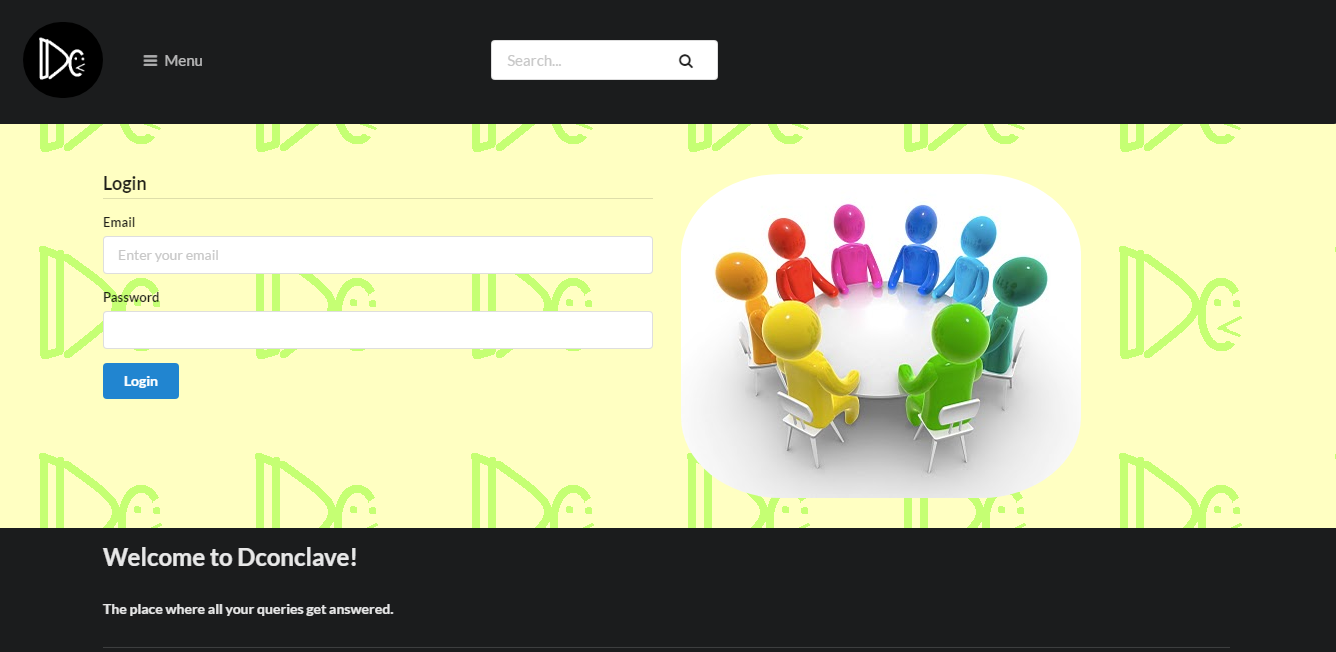 DC
Menu
Search...
Login
Email
Enter your email
Password
Login
Welcome to Dconclave!
The place where all your queries get answered.